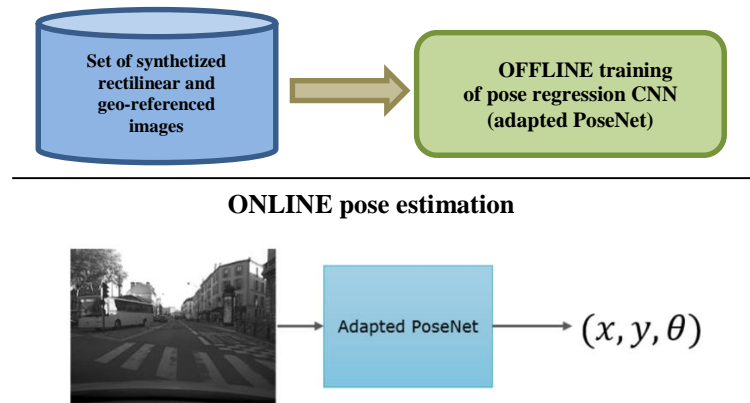 Set of synthetized
rectilinear and
geo-referenced
images
OFFLINE training
of pose regression CNN
(adapted PoseNet)
ONLINE pose estimation
Adapted PoseNet
(x, y, θ)